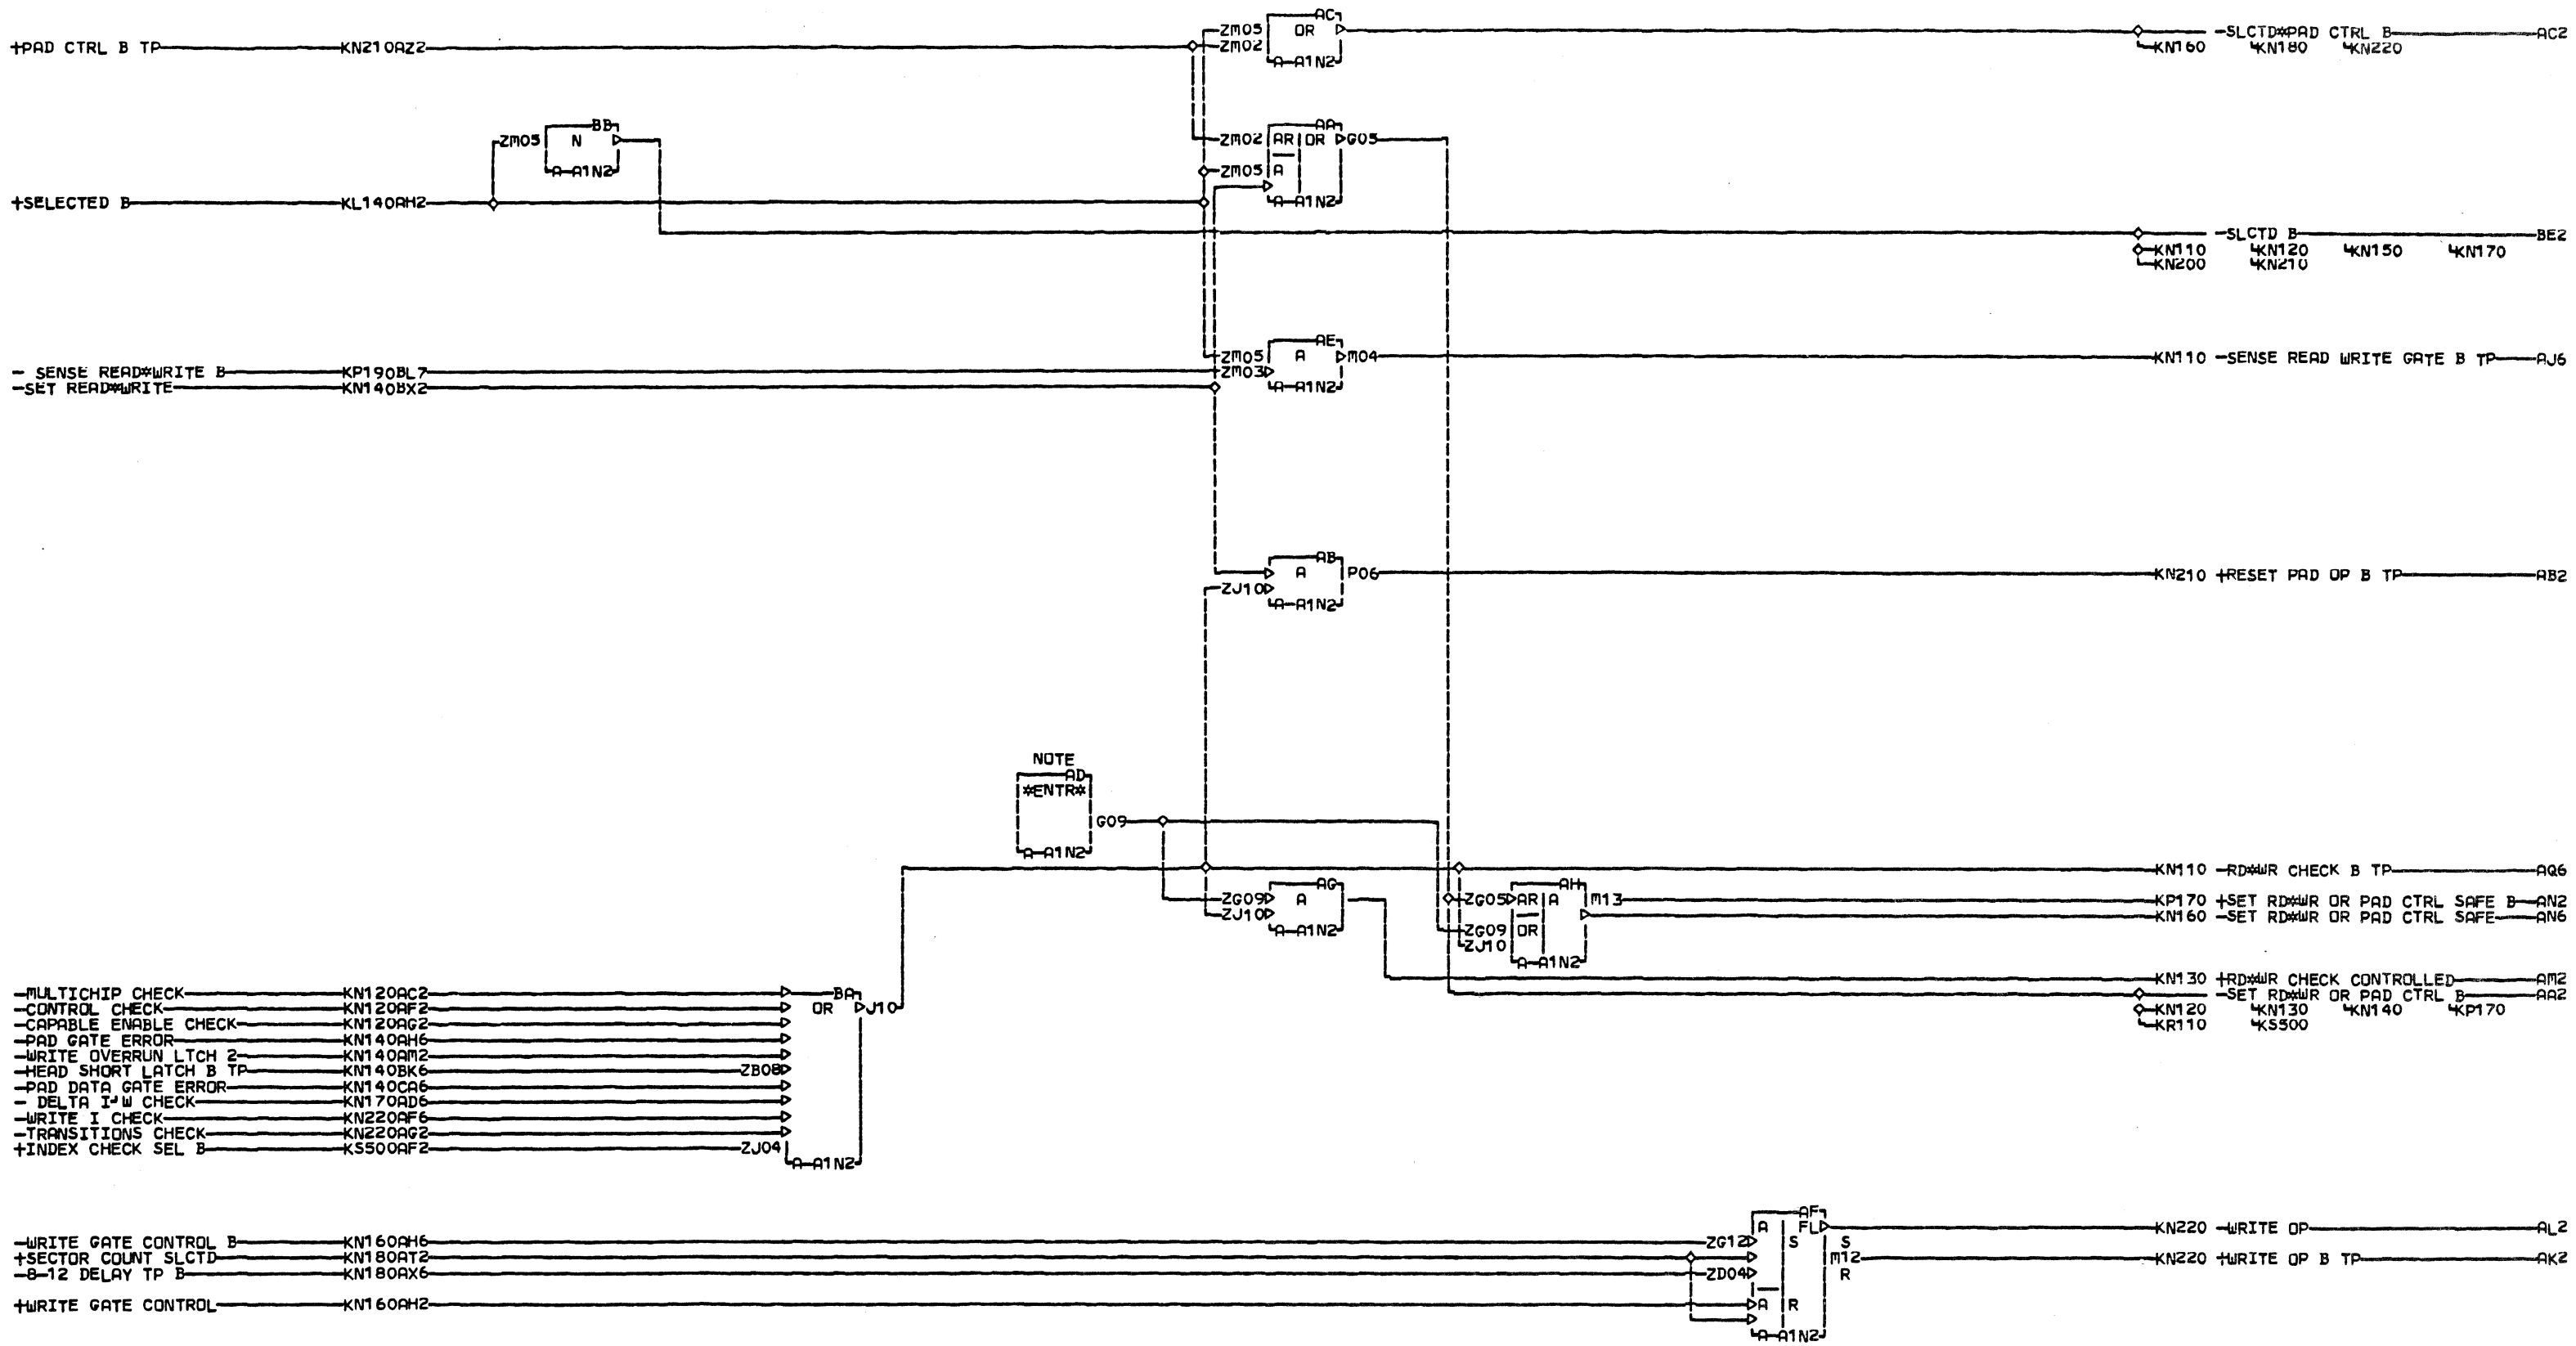 AC
ZM05 OR -SLCTD*PAD CTRL B AC2
+PAD CTRL B TP KN210AZ2 ZM02 KN160 KN180 KN220
A-A1N2
BB AA
ZM05 N ZM02 AR OR G05
A-A1N2 ZM05 A
+SELECTED B KL140AH2 A-A1N2
-SLCTD B BE2
KN110 KN120 KN150 KN170
KN200 KN210
AE
ZM05 A M04 KN110 -SENSE READ WRITE GATE B TP AJ6
- SENSE READ*WRITE B KP190BL7 ZM03
-SET READ*WRITE KN140BX2 A-A1N2
AB
A P06 KN210 +RESET PAD OP B TP AB2
ZJ10
A-A1N2
NOTE
AD
*ENTR*
G09
A-A1N2
KN110 -RD*WR CHECK B TP AQ6
AG AH
ZG09 A ZG05 AR A M13 KP170 +SET RD*WR OR PAD CTRL SAFE B AN2
ZJ10 KN160 -SET RD*WR OR PAD CTRL SAFE AN6
A-A1N2 ZG09 OR
ZJ10
A-A1N2
KN130 +RD*WR CHECK CONTROLLED AM2
-MULTICHIP CHECK KN120AC2 BA -SET RD*WR OR PAD CTRL B AA2
-CONTROL CHECK KN120AF2 OR J10 KN120 KN130 KN140 KP170
-CAPABLE ENABLE CHECK KN120AG2 KR110 KS500
-PAD GATE ERROR KN140AH6
-WRITE OVERRUN LTCH 2 KN140AM2
-HEAD SHORT LATCH B TP KN140BK6 ZB08
-PAD DATA GATE ERROR KN140CA6
- DELTA I'W CHECK KN170AD6
-WRITE I CHECK KN220AF6
-TRANSITIONS CHECK KN220AG2
+INDEX CHECK SEL B KS500AF2 ZJ04
A-A1N2
AF
A FL KN220 -WRITE OP AL2
-WRITE GATE CONTROL B KN160AH6 ZG12 S S
+SECTOR COUNT SLCTD KN180AT2 M12 KN220 +WRITE OP B TP AK2
-8-12 DELAY TP B KN180AX6 ZD04 R
+WRITE GATE CONTROL KN160AH2 A R
A-A1N2